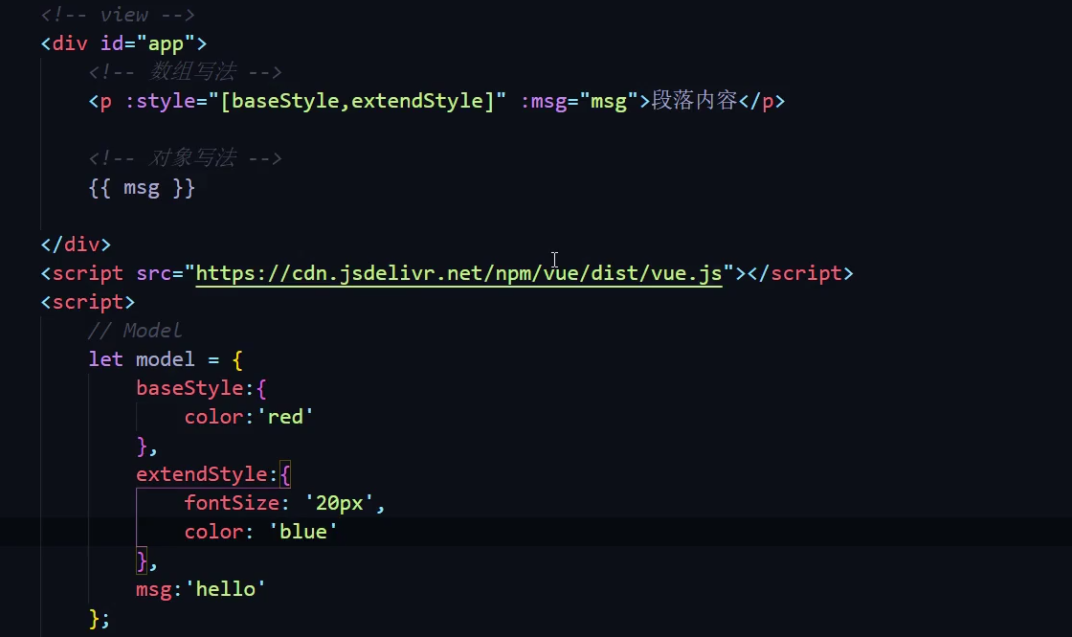 <!-- view -->
<div id="app">
<!-- 数组写法 -->
<p :style="[baseStyle,extendStyle]" :msg="msg">段落内容</p>
<!-- 对象写法 -->
{{ msg }}
</div>
<script src="https://cdn.jsdelivr.net/npm/vue/dist/vue.js"></script>
<script>
// Model
let model = {
baseStyle:{
color:'red'
},
extendStyle:{
fontSize: '20px',
color: 'blue'
},
msg:'hello'
};